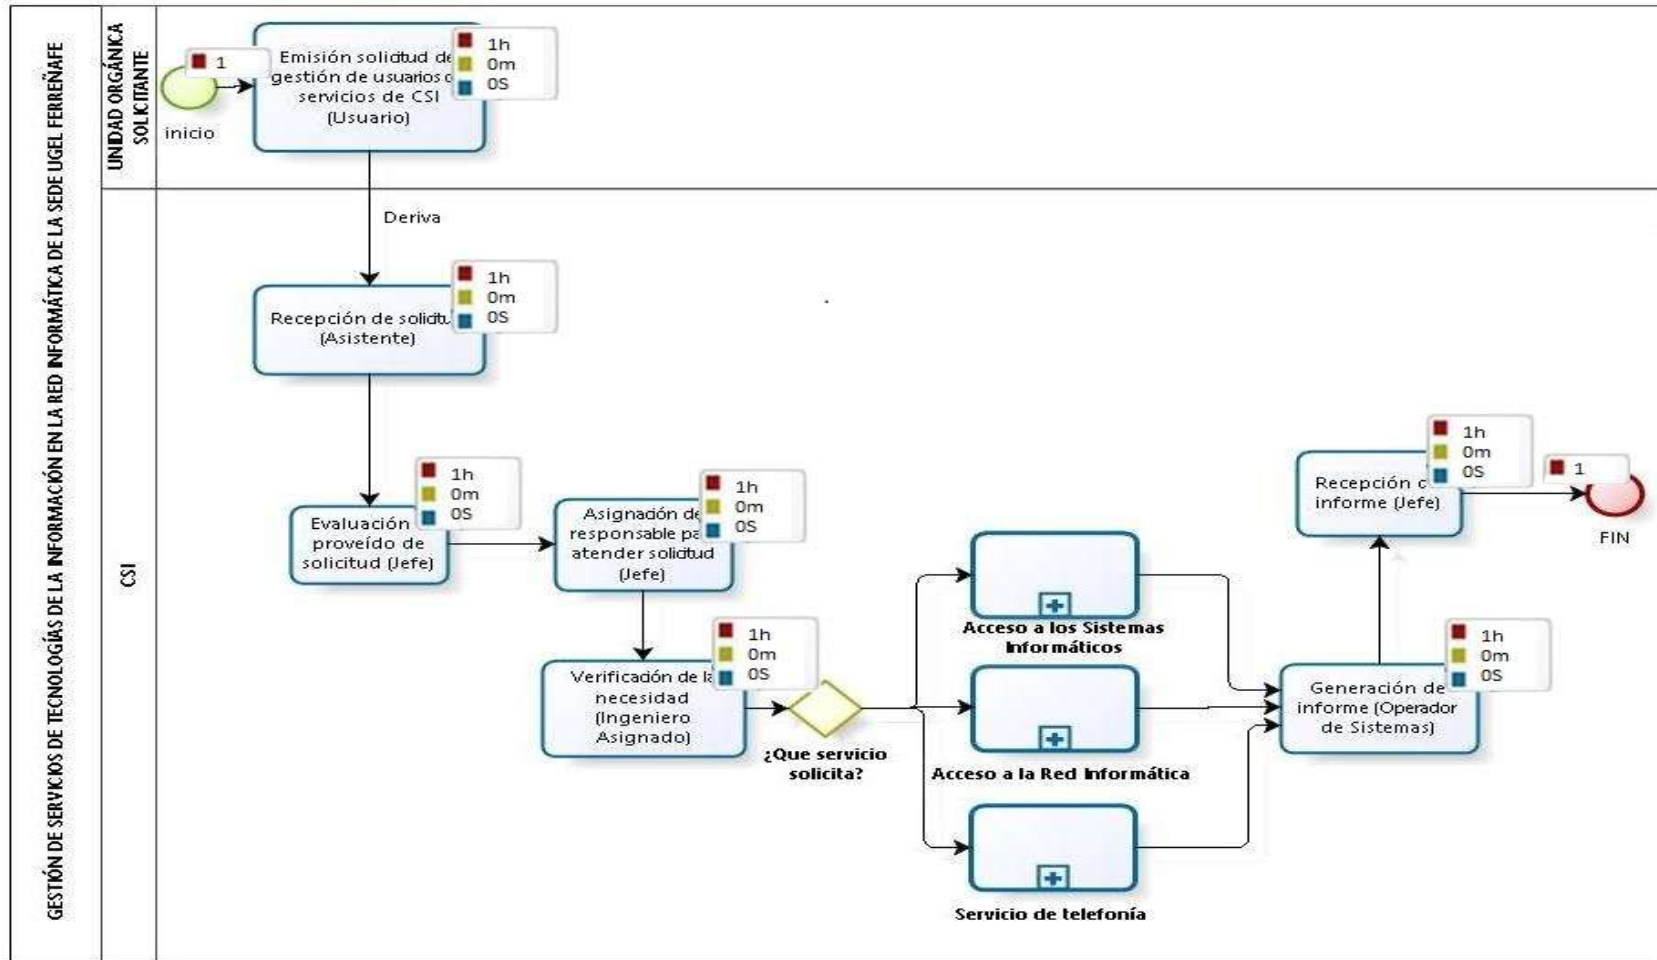 GESTIÓN DE SERVICIOS DE TECNOLOGÍAS DE LA INFORMACIÓN EN LA RED INFORMÁTICA DE LA SEDE UGEL FERREÑAFE
UNIDAD ORGÁNICA
SOLICITANTE
1
inicio
Emisión solicitud de
gestión de usuarios
servicios de CSI
(Usuario)
1h
0m
0S
CSI
Deriva
Recepción de solicitu
(Asistente)
1h
0m
0S
Evaluación
proveído de
solicitud (Jefe)
1h
0m
0S
Asignación de
responsable pa
atender solicitud
(Jefe)
1h
0m
0S
Verificación de la
necesidad
(Ingeniero
Asignado)
1h
0m
0S
¿Que servicio
solicita?
Acceso a los Sistemas
Informáticos
Acceso a la Red Informática
Servicio de telefonía
Generación de
informe (Operador
de Sistemas)
1h
0m
0S
Recepción d
informe (Jefe)
1h
0m
0S
1
FIN